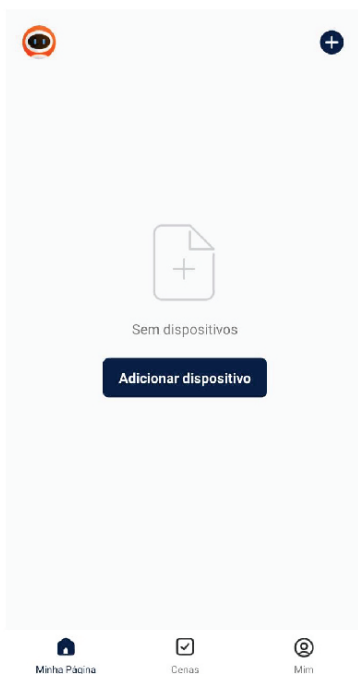 Sem dispositivos
Adicionar dispositivo
Minha Página
Cenas
Mim